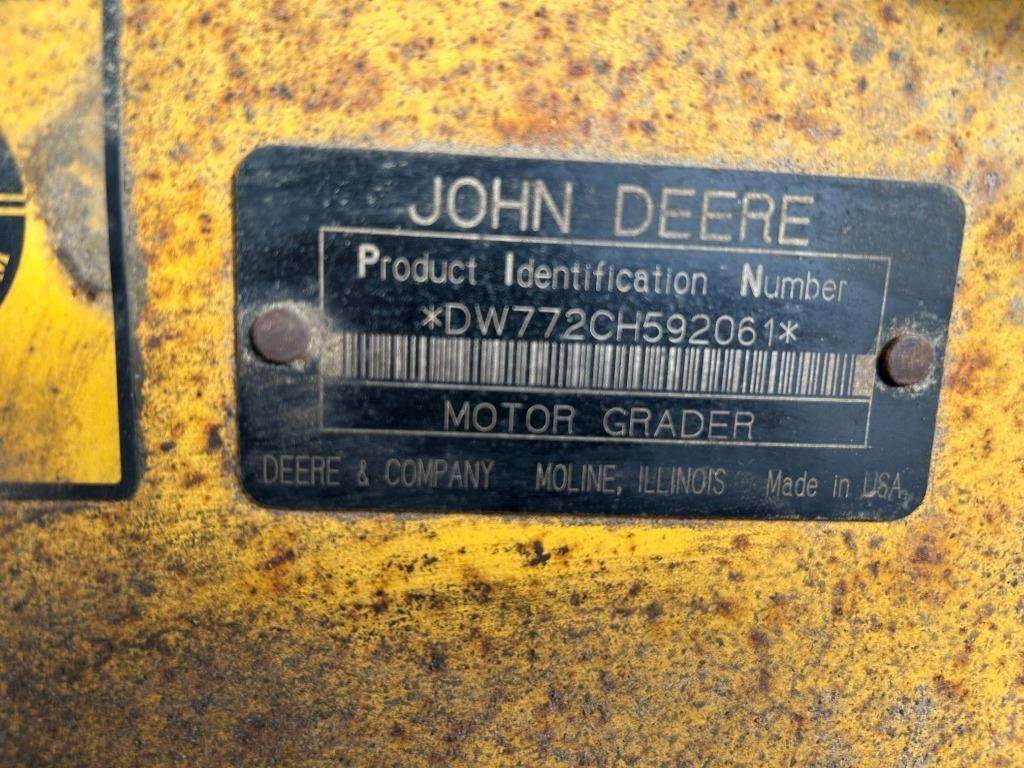 JOHN DEERE
Product Identification Number
*DW772CH592061*
MOTOR GRADER
DEERE & COMPANY MOLINE, ILLINOIS Made in USA